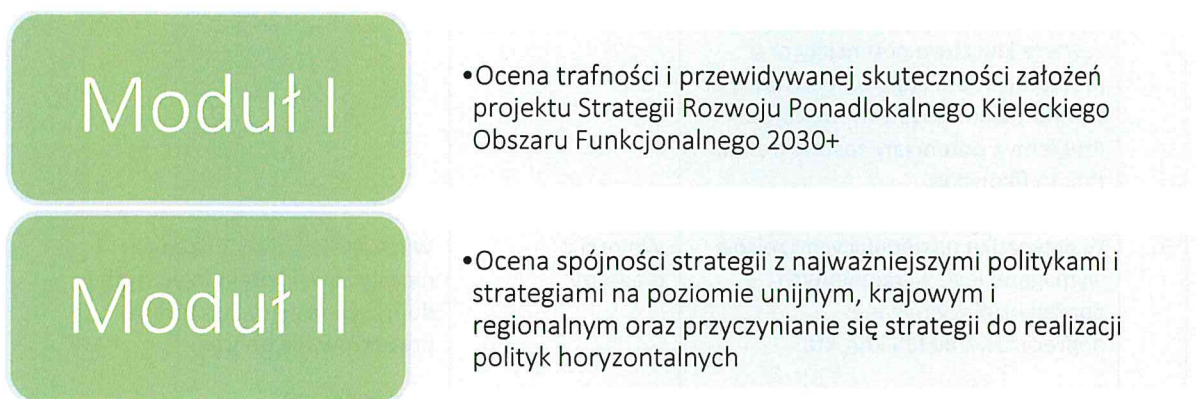 Moduł I
•Ocena trafności i przewidywanej skuteczności założeń
projektu Strategii Rozwoju Ponadlokalnego Kieleckiego
Obszaru Funkcjonalnego 2030+
Moduł II
•Ocena spójności strategii z najważniejszymi politykami i
strategiami na poziomie unijnym, krajowym i
regionalnym oraz przyczynianie się strategii do realizacji
polityk horyzontalnych